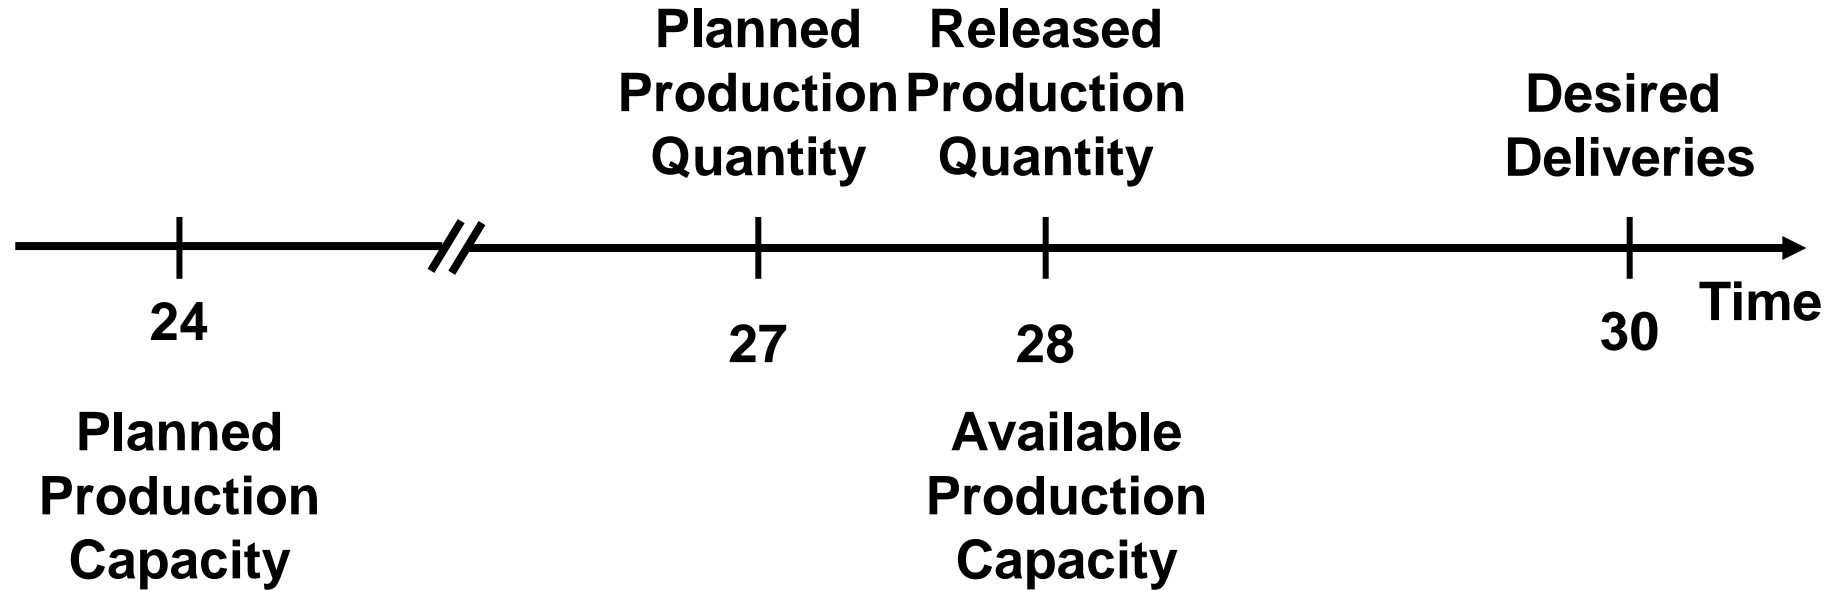 Planned
Production
Quantity
Released
Production
Quantity
Desired
Deliveries
24
27
28
30
Time
Planned
Production
Capacity
Available
Production
Capacity